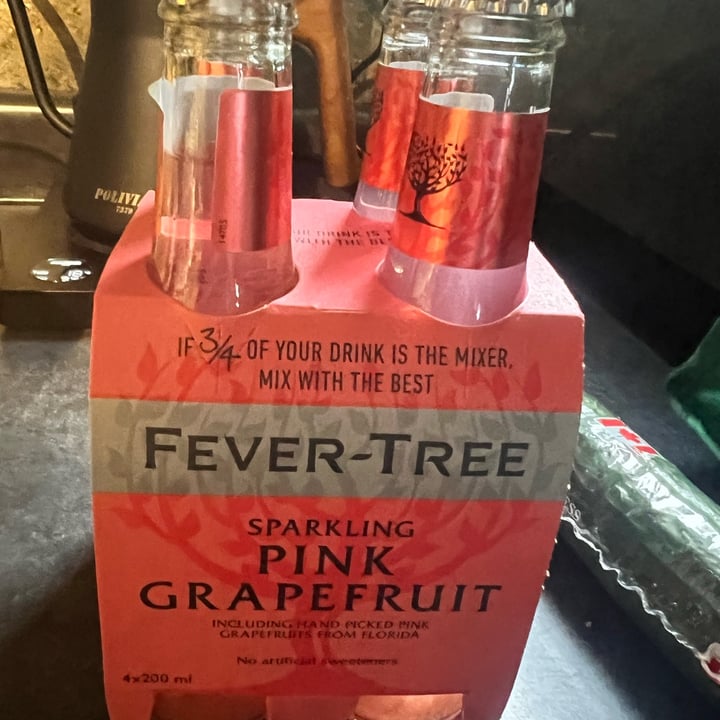 POLIVI
IF 3/4 OF YOUR DRINK IS THE MIXER,
MIX WITH THE BEST
FEVER-TREE
SPARKLING
PINK
GRAPEFRUIT
INCLUDING HAND PICKED PINK
GRAPEFRUITS FROM FLORIDA
No artificial sweeteners
4x200 ml